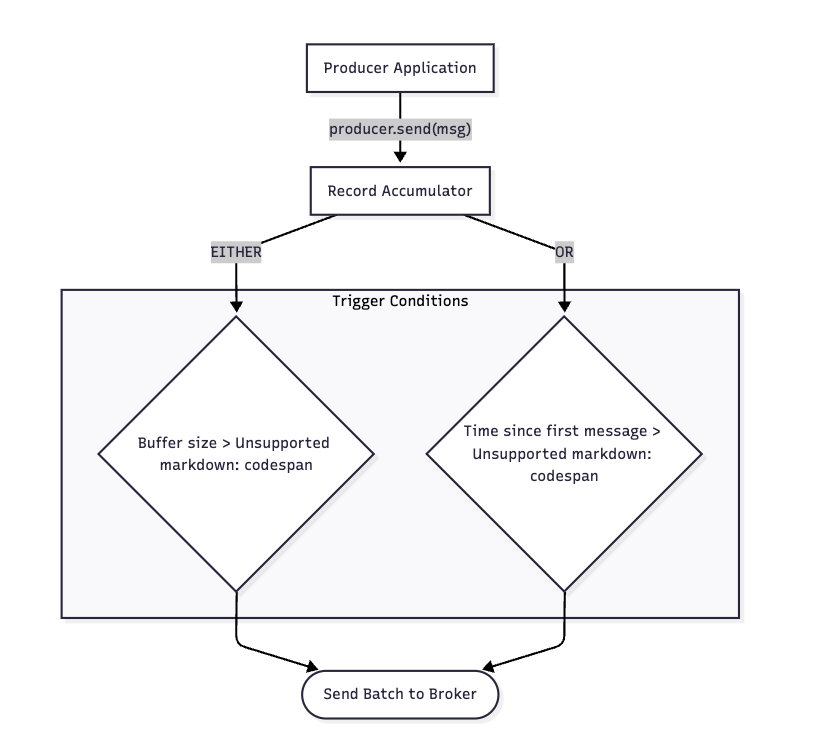 Producer Application
producer.send(msg)
Record Accumulator
EITHER
OR
Trigger Conditions
Buffer size > Unsupported
markdown: codespan
Time since first message >
Unsupported markdown:
codespan
Send Batch to Broker